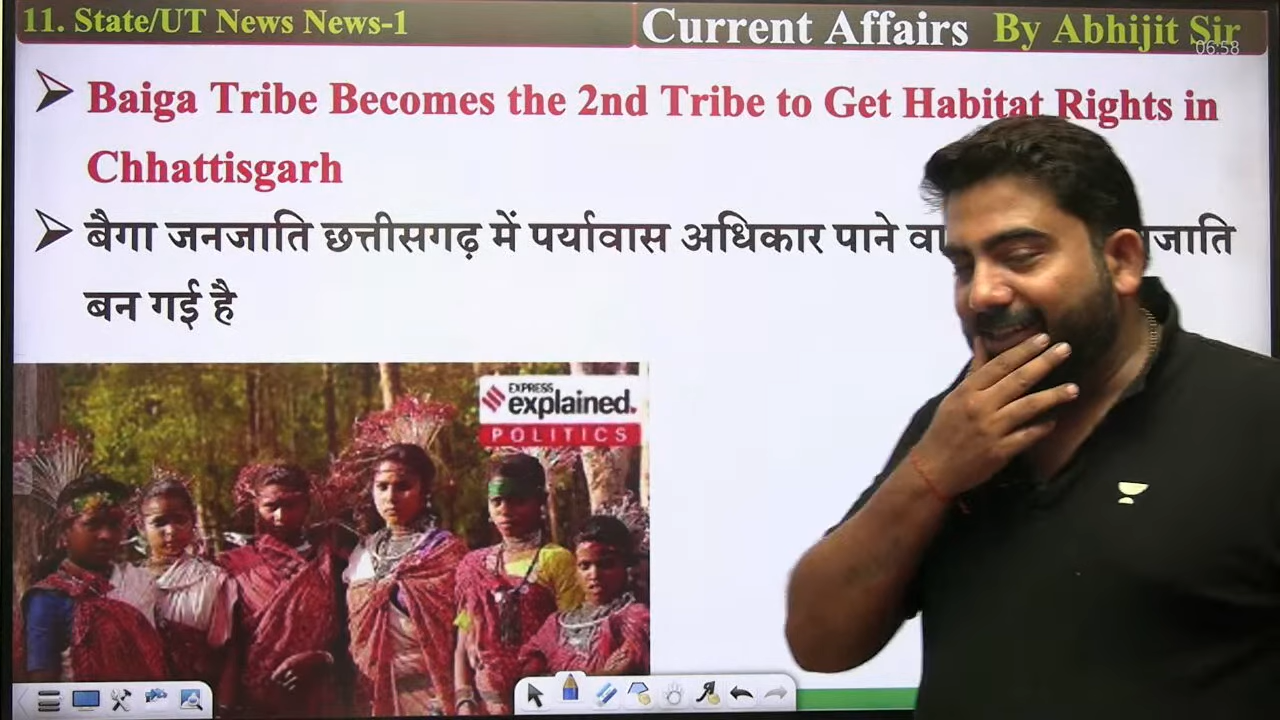 11. State/UT News News-1
Current Affairs By Abhijit Sir
06:58
Baiga Tribe Becomes the 2nd Tribe to Get Habitat Rights in
Chhattisgarh
बैगा जनजाति छत्तीसगढ़ में पर्यावास अधिकार पाने
बन गई है
EXPRESS
explained.
POLITICS